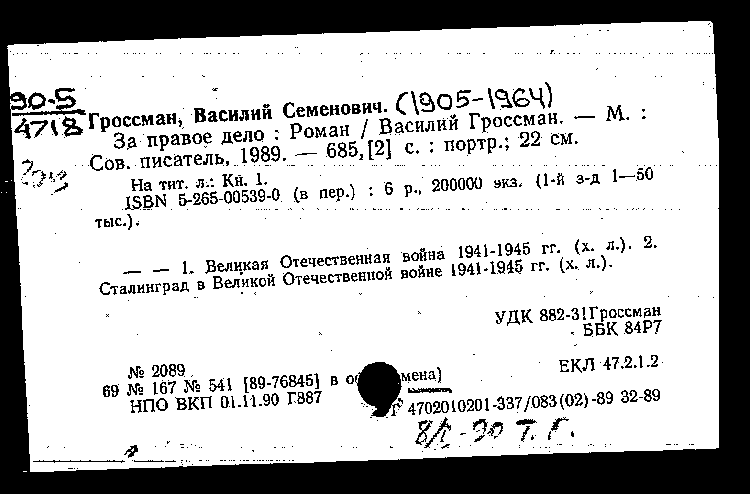 90-5
4718
Гроссман, Василий Семенович. (1905-1964)
За правое дело : Роман / Василий Гроссман. — М. :
Сов. писатель, 1989. — 685,[2] с. : портр.; 22 см.
На тит. л.: Кн. 1.
ISBN 5-265-00539-0 (в пер.) : 6 р., 200000 экз. (1-й з-д 1—50
тыс.).
— — 1. Великая Отечественная война 1941-1945 гг. (х. л.). 2.
Сталинград в Великой Отечественной войне 1941-1945 гг. (х. л.).
УДК 882-31Гроссман
ББК 84Р7
№ 2089
ЕКЛ 47.2.1.2
69 № 167 № 541 [89-76845] в мена)
НПО ВКП 01.11.90 Г887
4702010201-337/083(02)-89 32-89